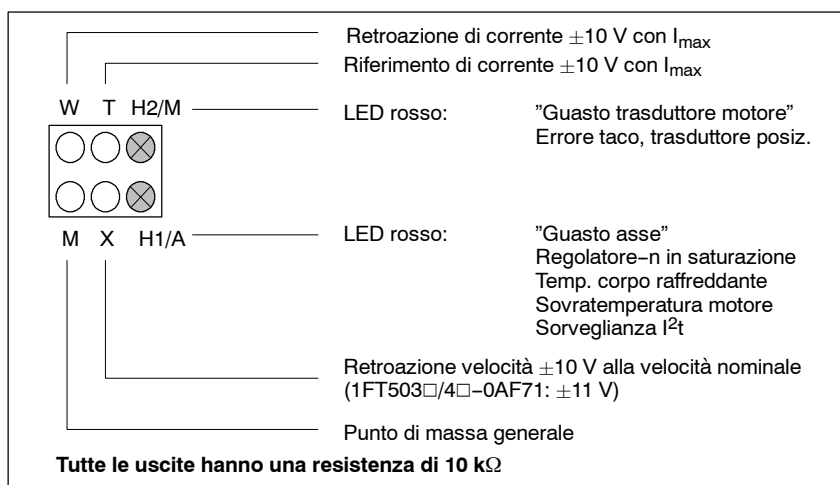 Retroazione di corrente ±10 V con Imax
Riferimento di corrente ±10 V con Imax
W T H2/M
LED rosso: ”Guasto trasduttore motore”
Errore taco, trasduttore posiz.
M X H1/A
LED rosso: ”Guasto asse”
Regolatore−n in saturazione
Temp. corpo raffreddante
Sovratemperatura motore
Sorveglianza I²t
Retroazione velocità ±10 V alla velocità nominale
(1FT503□/4□−0AF71: ±11 V)
Punto di massa generale
Tutte le uscite hanno una resistenza di 10 kΩ